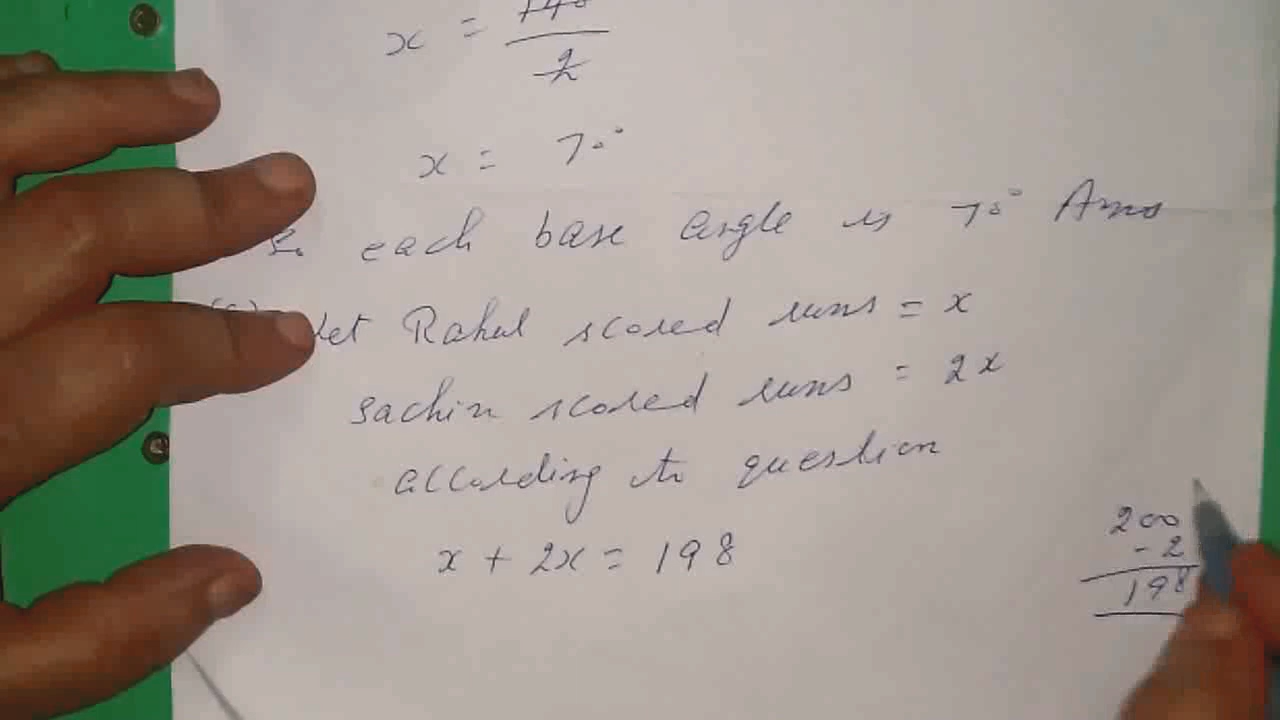 x = 140
2
x = 70°
So each base angle is 70° Ans
(c) Let Rahul scored runs = x
Sachin scored runs = 2x
according to question
x + 2x = 198
200
- 2
198